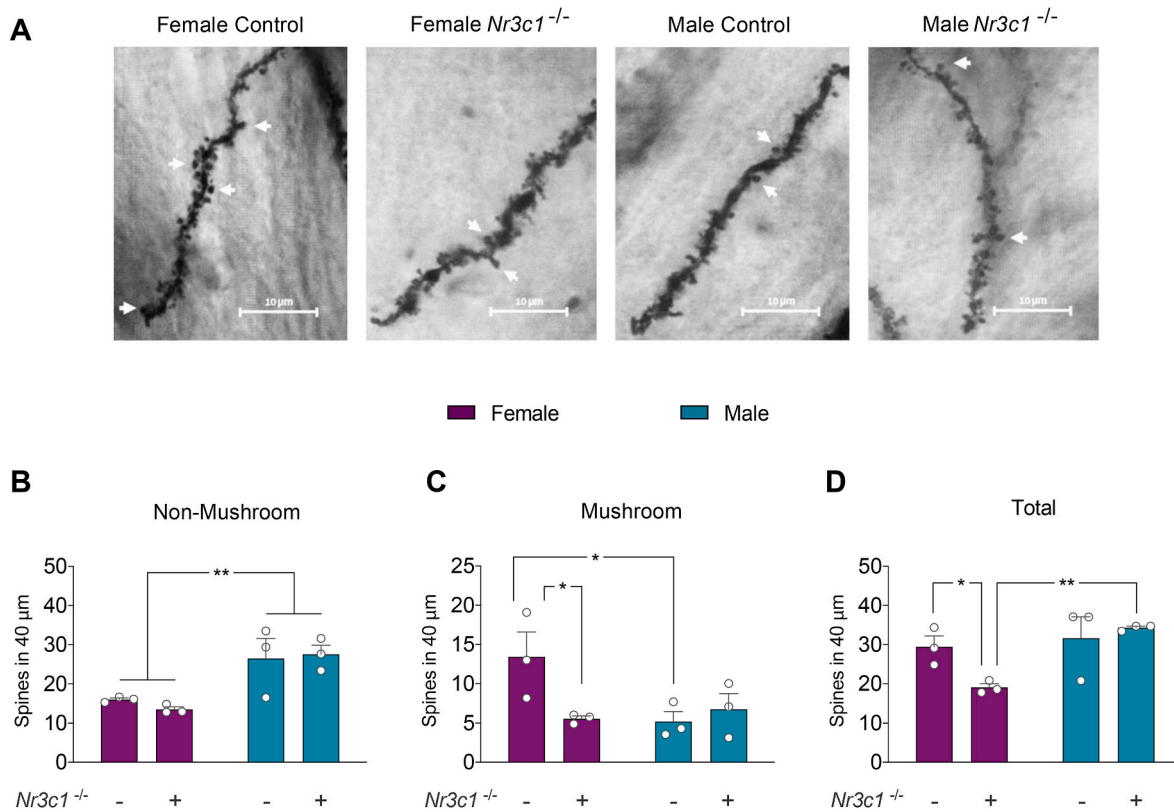 A
Female Control
Female Nr3c1 -/-
Male Control
Male Nr3c1 -/-
10 µm
10 µm
10 µm
10 µm
Female
Male
B
Non-Mushroom
Spines in 40 µm
50
40
30
20
10
0
**
Nr3c1 -/-
-
+
-
+
C
Mushroom
Spines in 40 µm
25
20
15
10
5
0
*
*
Nr3c1 -/-
-
+
-
+
D
Total
Spines in 40 µm
50
40
30
20
10
0
*
**
Nr3c1 -/-
-
+
-
+